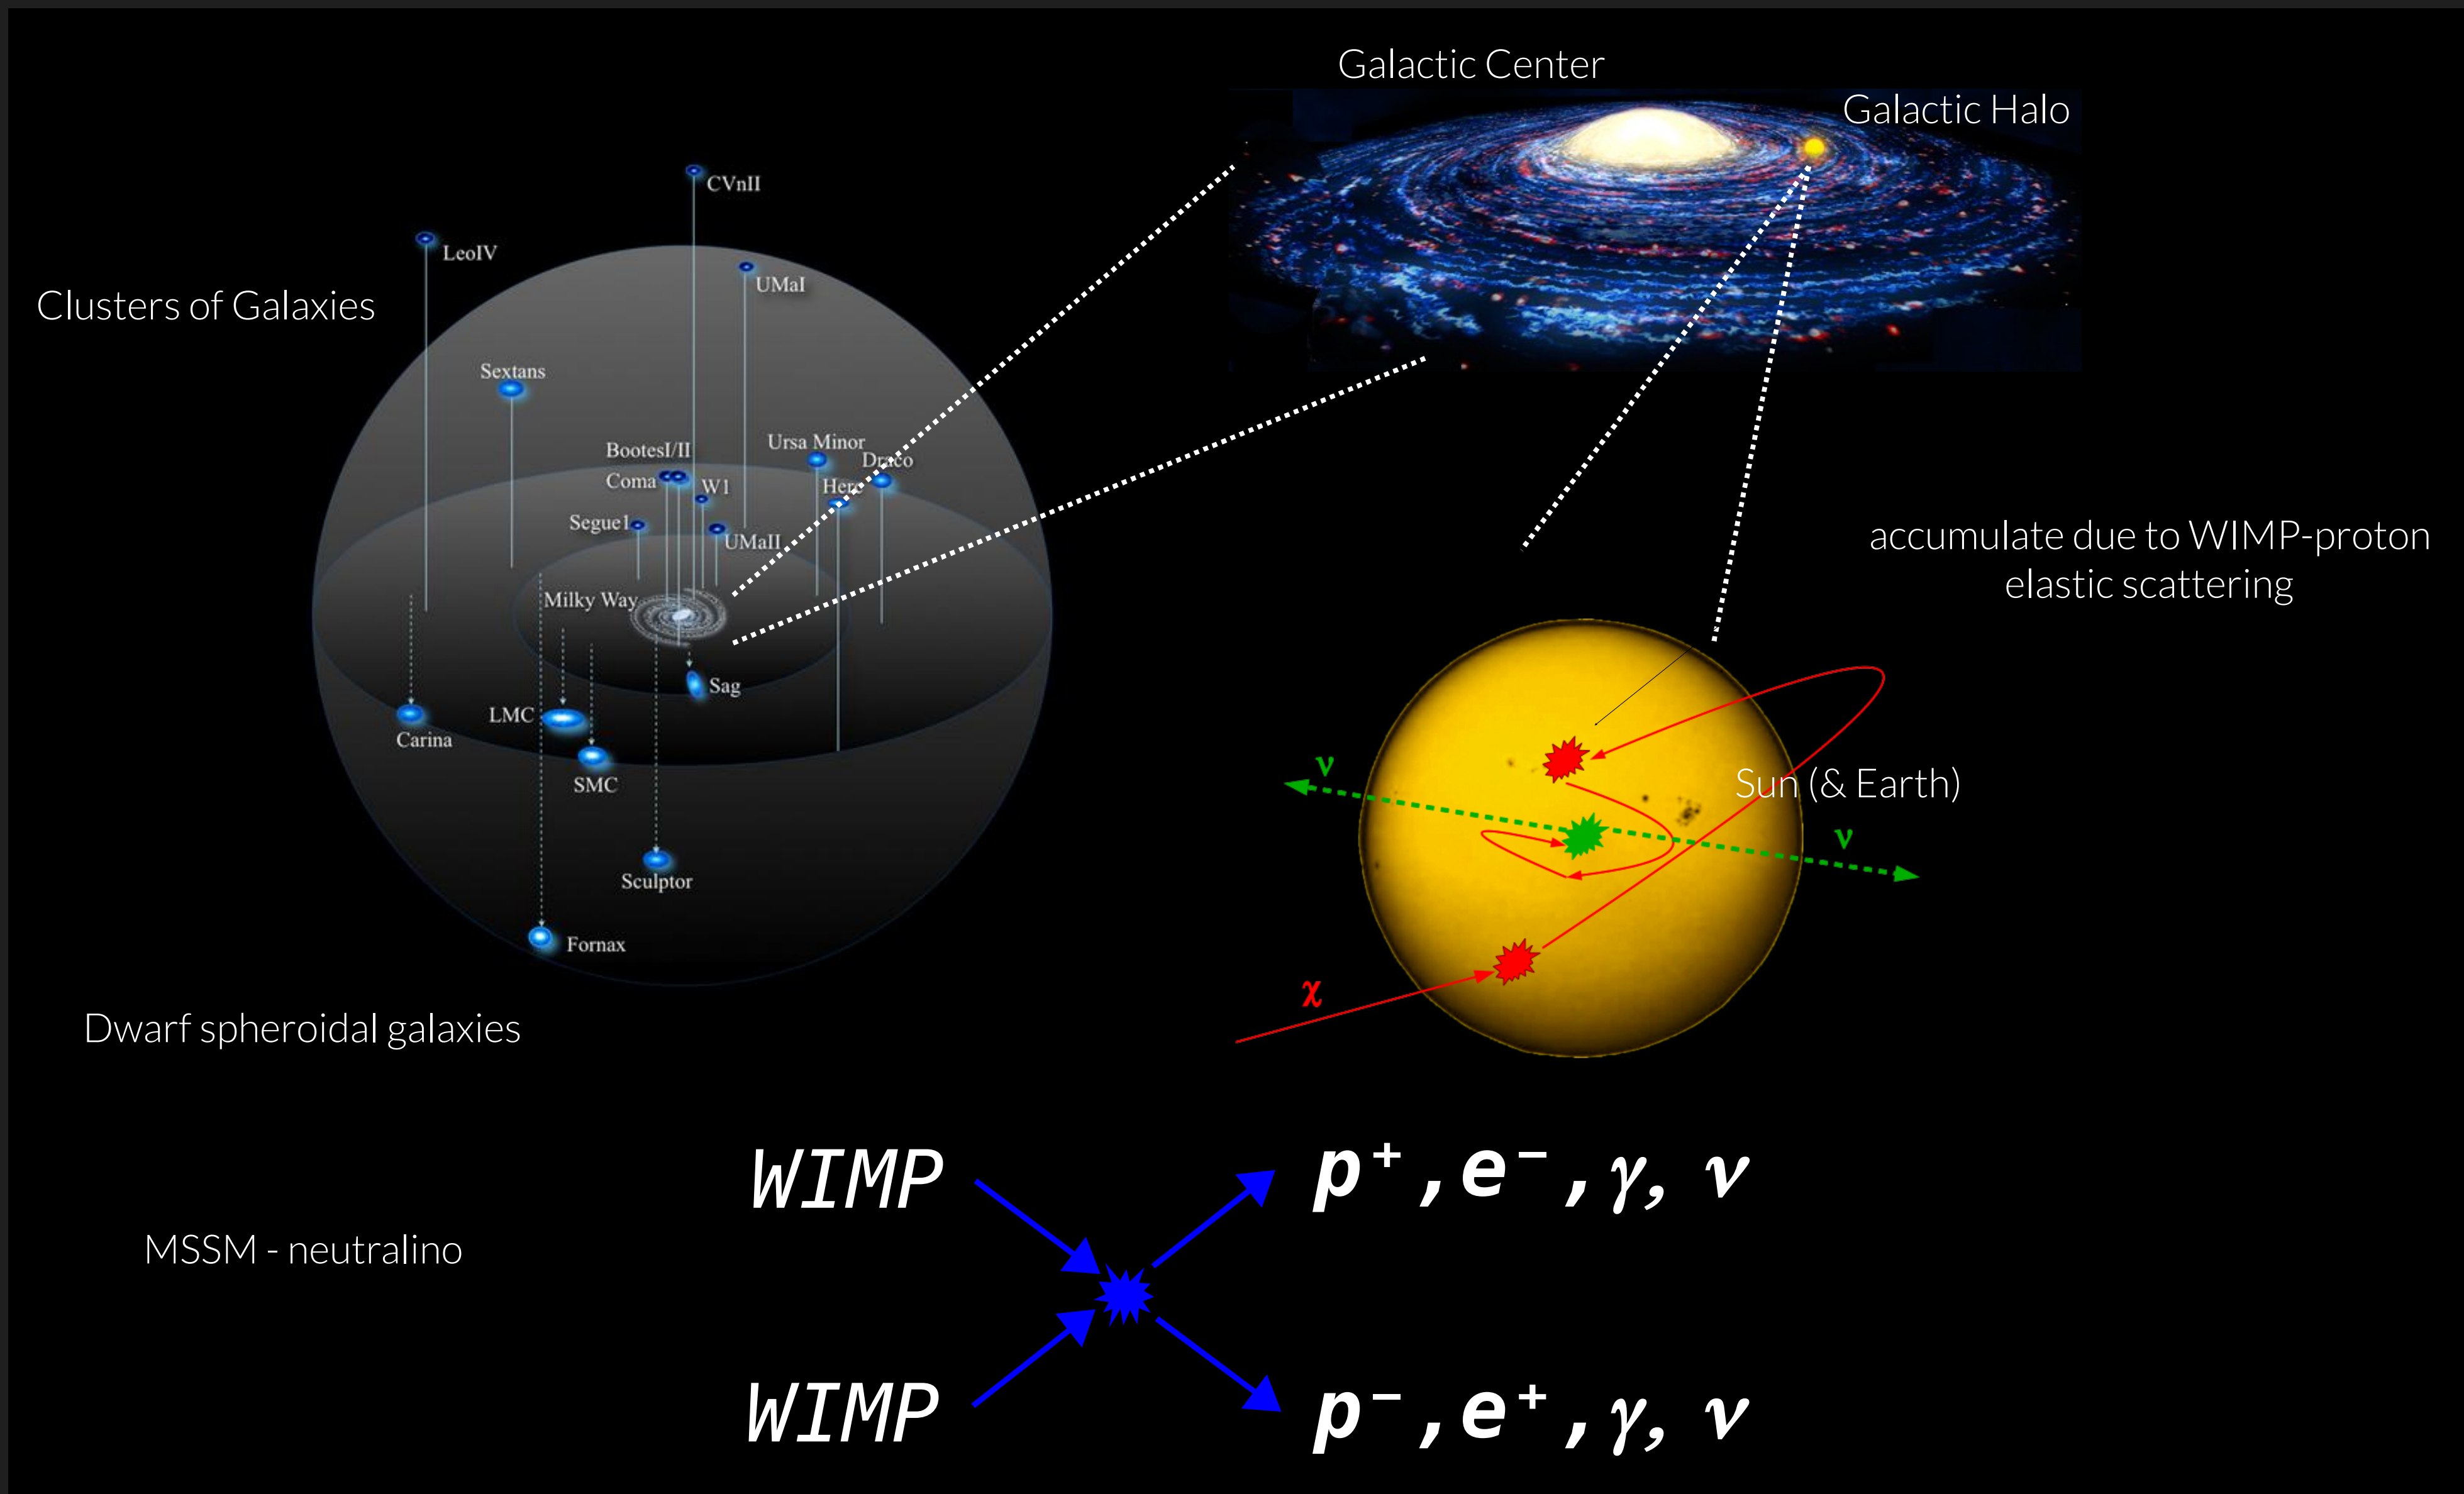 Galactic Center
Galactic Halo
CVnII
LeoIV
UMaI
Clusters of Galaxies
Sextans
Ursa Minor
BootesI/II
Draco
Coma
W1
Herc
Segue1
UMaII
accumulate due to WIMP-proton
elastic scattering
Milky Way
Sag
LMC
Carina
SMC
ν
Sun (& Earth)
ν
Sculptor
Fornax
χ
Dwarf spheroidal galaxies
WIMP
p⁺,e⁻,γ, ν
MSSM - neutralino
WIMP
p⁻,e⁺,γ, ν